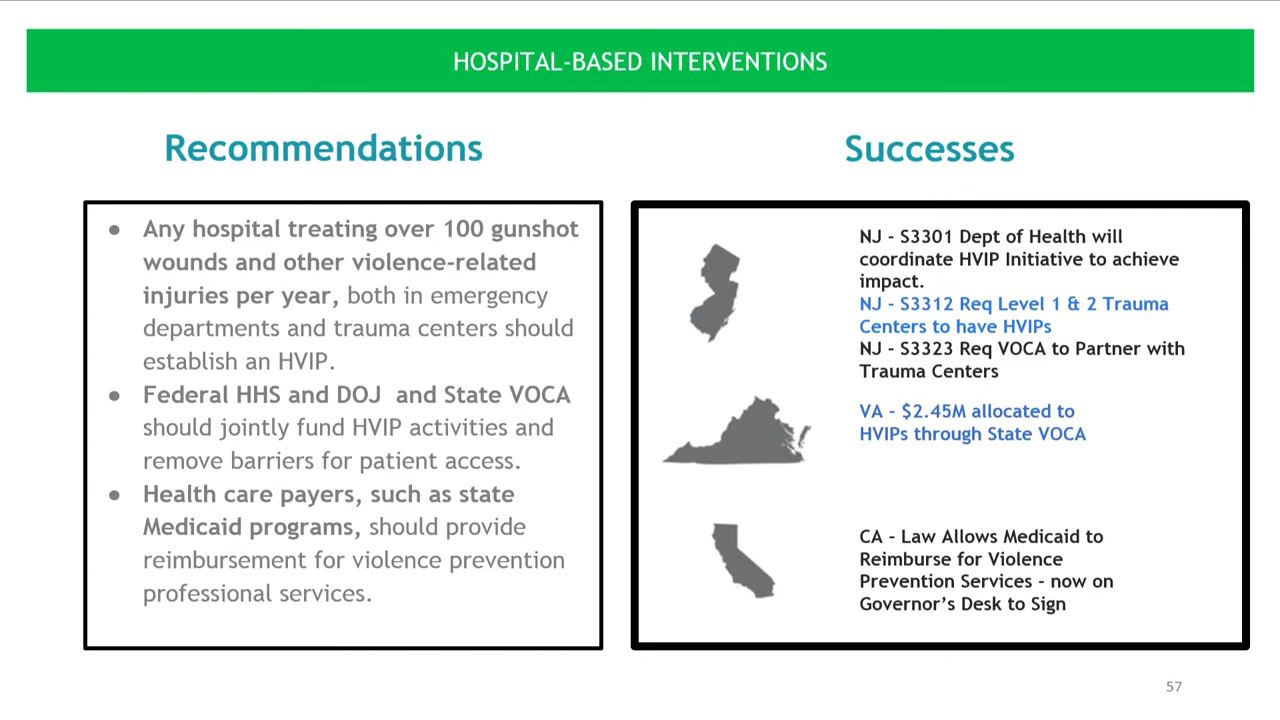 HOSPITAL-BASED INTERVENTIONS
Recommendations
● Any hospital treating over 100 gunshot
wounds and other violence-related
injuries per year, both in emergency
departments and trauma centers should
establish an HVIP.
● Federal HHS and DOJ  and State VOCA
should jointly fund HVIP activities and
remove barriers for patient access.
● Health care payers, such as state
Medicaid programs, should provide
reimbursement for violence prevention
professional services.
Successes
NJ - S3301 Dept of Health will
coordinate HVIP Initiative to achieve
impact.
NJ - S3312 Req Level 1 & 2 Trauma
Centers to have HVIPs
NJ - S3323 Req VOCA to Partner with
Trauma Centers
VA - $2.45M allocated to
HVIPs through State VOCA
CA - Law Allows Medicaid to
Reimburse for Violence
Prevention Services - now on
Governor's Desk to Sign
57